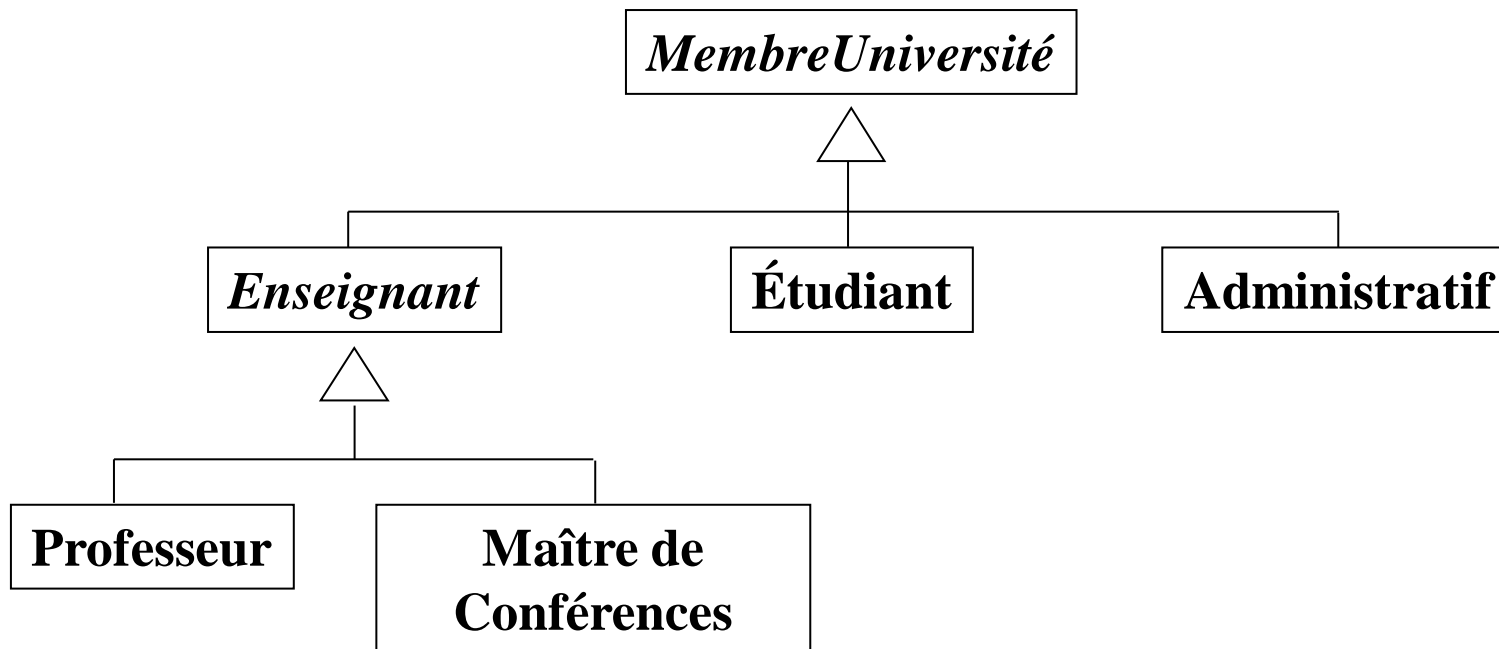 MembreUniversité
Enseignant
Étudiant
Administratif
Professeur
Maître de
Conférences